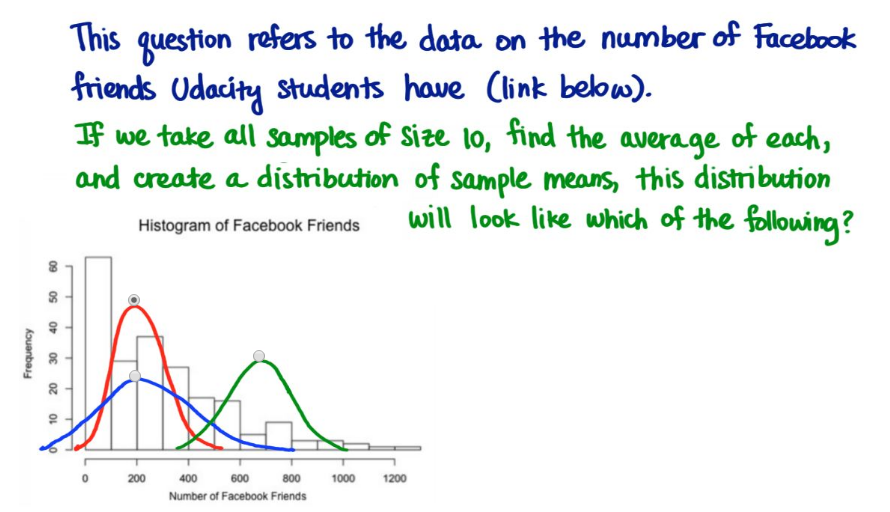 This question refers to the data on the number of Facebook
friends Udacity students have (link below).
If we take all samples of size 10, find the average of each,
and create a distribution of sample means, this distribution
will look like which of the following?
Histogram of Facebook Friends
Frequency
60
50
40
30
20
10
0
0 200 400 600 800 1000 1200
Number of Facebook Friends